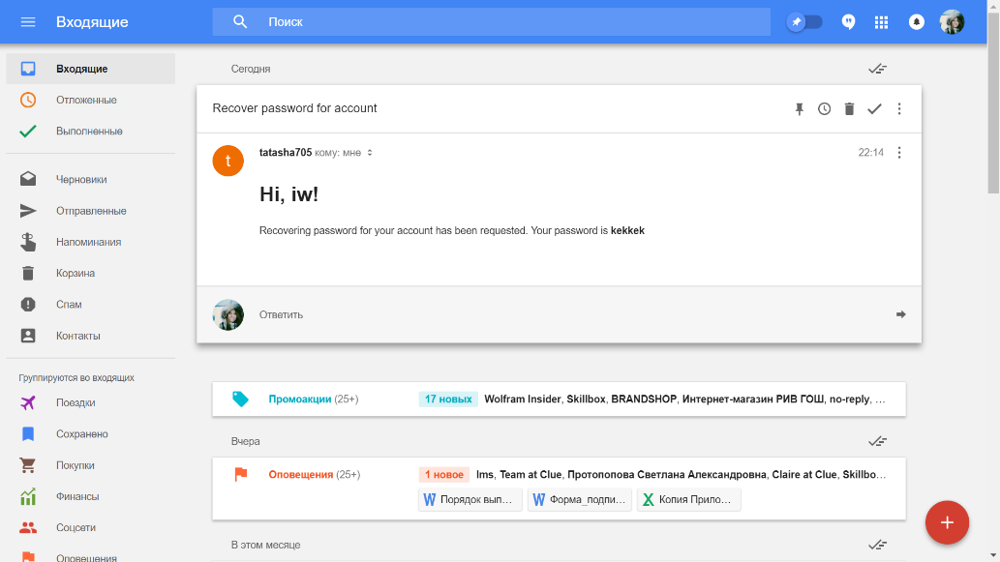 Входящие
Поиск
Входящие
Отложенные
Выполненные
Черновики
Отправленные
Напоминания
Корзина
Спам
Контакты
Группируются во входящих
Поездки
Сохранено
Покупки
Финансы
Соцсети
Оповещения
Сегодня
Recover password for account
t
tatasha705 кому: мне
22:14
Hi, iw!
Recovering password for your account has been requested. Your password is kekkek
Ответить
Промоакции (25+) 17 новых Wolfram Insider, Skillbox, BRANDSHOP, Интернет-магазин РИВ ГОШ, no-reply, ...
Вчера
Оповещения (25+) 1 новое lms, Team at Clue, Протопопова Светлана Александровна, Claire at Clue, Skillbo...
W Порядок вып... W Форма_подпи... X Копия Прило...
В этом месяце